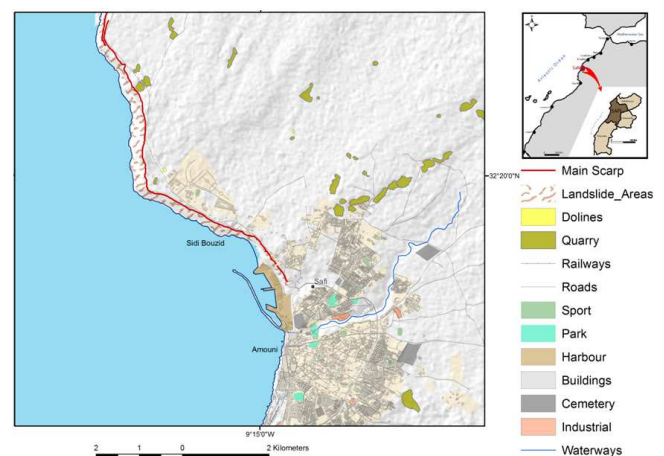 Sidi Bouzid
Safi
Amouni
32°20'0"N
9°15'0"W
2 1 0 2 Kilometers
Atlantic Ocean
Mediterranean Sea
Main Scarp
Landslide_Areas
Dolines
Quarry
Railways
Roads
Sport
Park
Harbour
Buildings
Cemetery
Industrial
Waterways